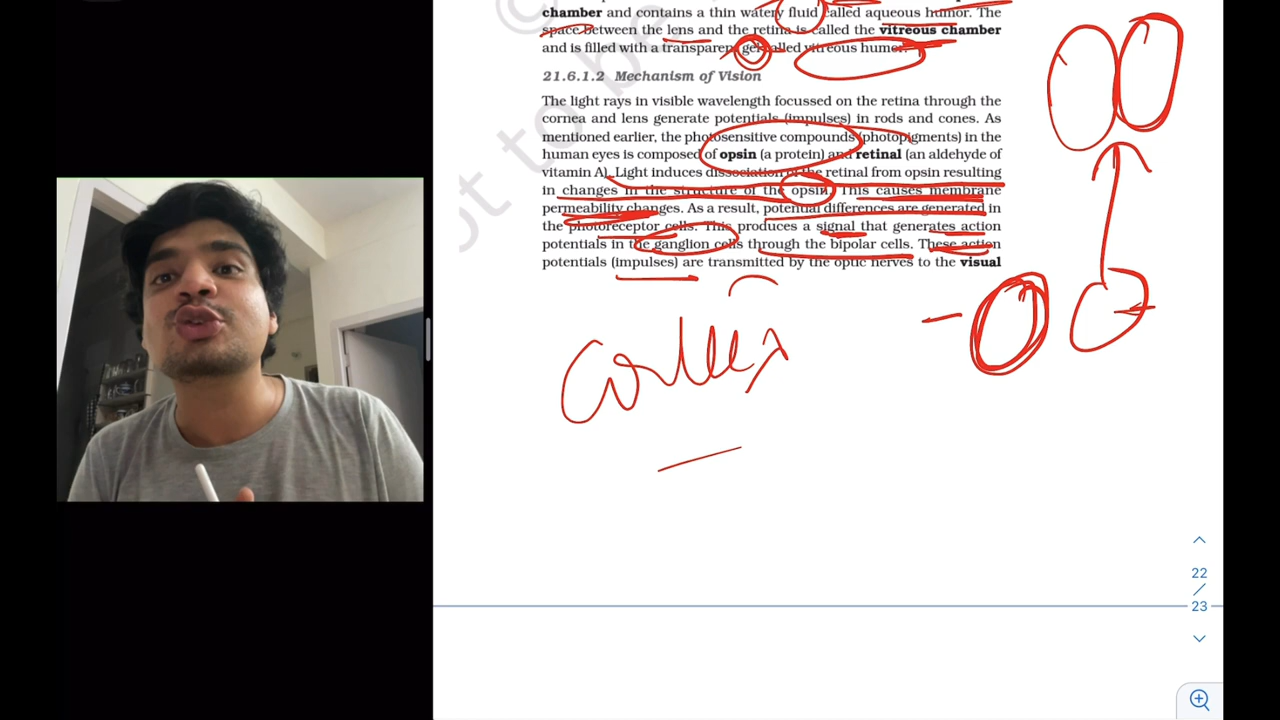 chamber and contains a thin watery fluid called aqueous humor. The
space between the lens and the retina is called the vitreous chamber
and is filled with a transparent gel called vitreous humor.
21.6.1.2 Mechanism of Vision
The light rays in visible wavelength focussed on the retina through the
cornea and lens generate potentials (impulses) in rods and cones. As
mentioned earlier, the photosensitive compounds (photopigments) in the
human eyes is composed of opsin (a protein) and retinal (an aldehyde of
vitamin A). Light induces dissociation of the retinal from opsin resulting
in changes in the structure of the opsin. This causes membrane
permeability changes. As a result, potential differences are generated in
the photoreceptor cells. This produces a signal that generates action
potentials in the ganglion cells through the bipolar cells. These action
potentials (impulses) are transmitted by the optic nerves to the visual
cortex
22
23
not to be